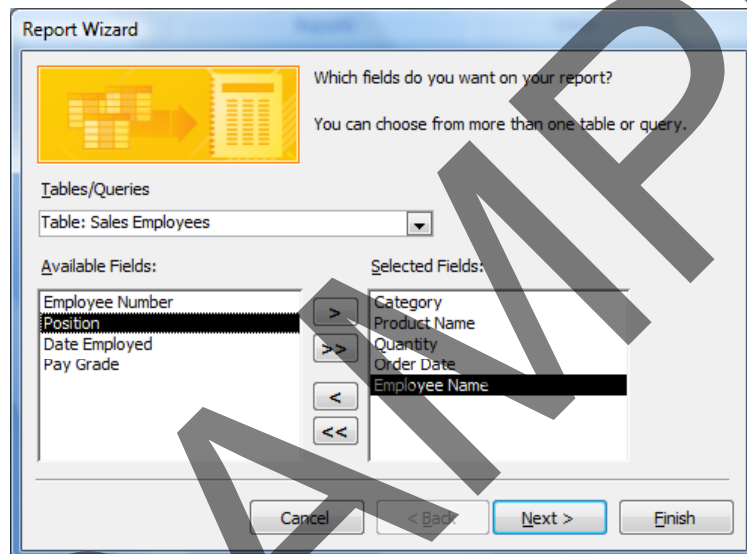 Report Wizard
Which fields do you want on your report?
You can choose from more than one table or query.
Tables/Queries
Table: Sales Employees
Available Fields:
Selected Fields:
Employee Number
Position
Date Employed
Pay Grade
>
>>
<
<<
Category
Product Name
Quantity
Order Date
Employee Name
Cancel
< Back
Next >
Finish
AMP